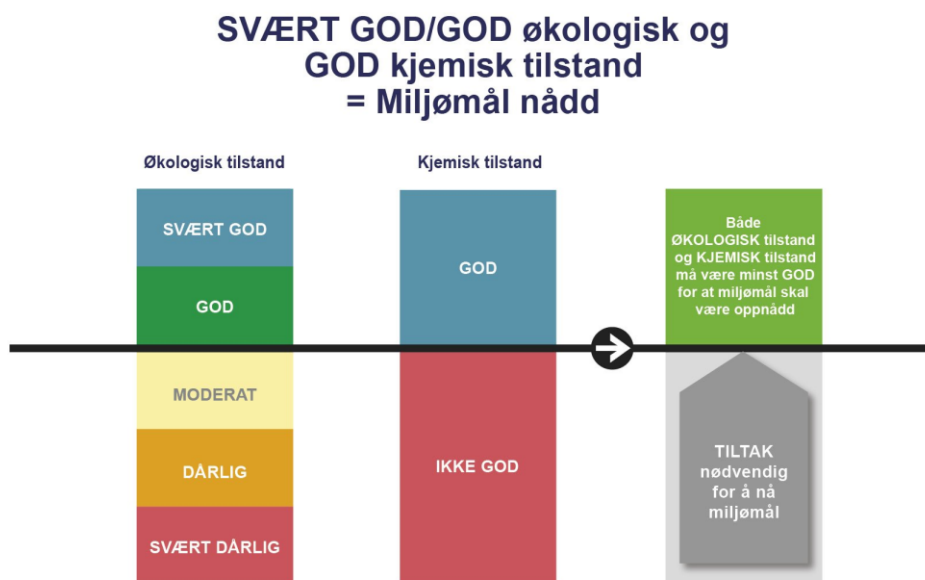 SVÆRT GOD/GOD økologisk og
GOD kjemisk tilstand
= Miljømål nådd
Økologisk tilstand
SVÆRT GOD
GOD
MODERAT
DÅRLIG
SVÆRT DÅRLIG
Kjemisk tilstand
GOD
IKKE GOD
Både
ØKOLOGISK tilstand
og KJEMISK tilstand
må være minst GOD
for at miljømål skal
være oppnådd
TILTAK
nødvendig
for å nå
miljømål